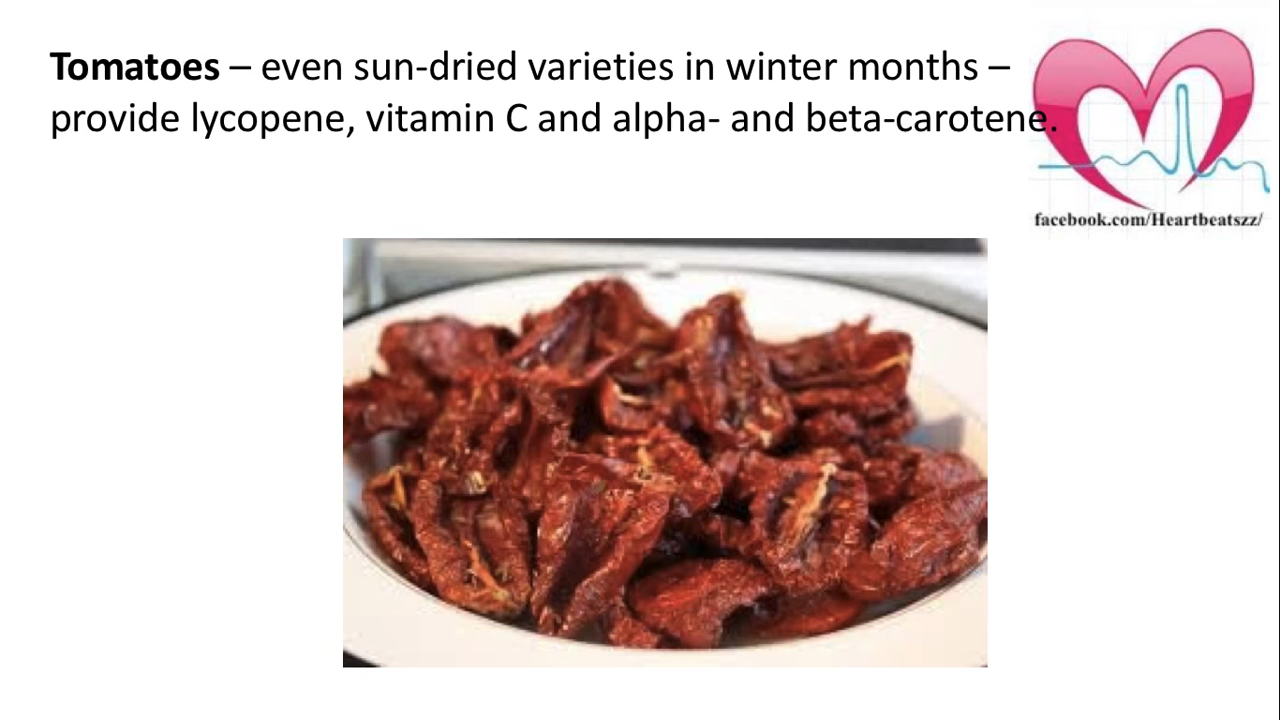 Tomatoes – even sun-dried varieties in winter months –
provide lycopene, vitamin C and alpha- and beta-carotene.
facebook.com/Heartbeatszz/